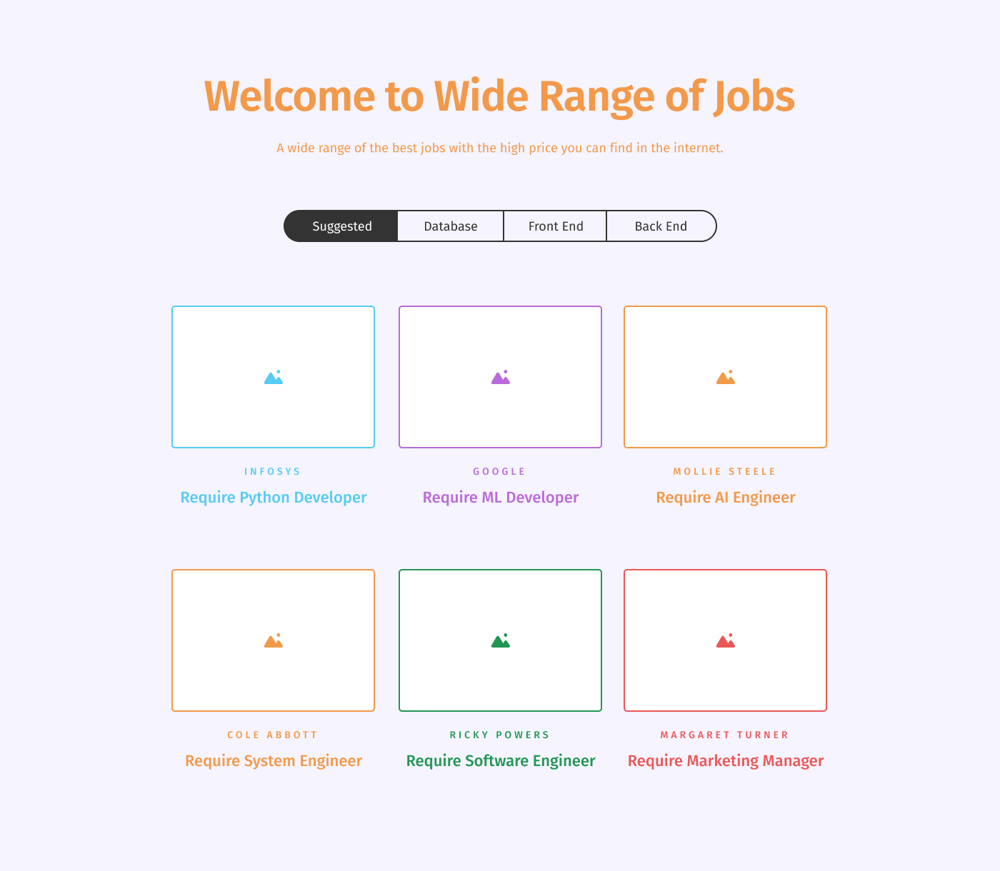 Welcome to Wide Range of Jobs
A wide range of the best jobs with the high price you can find in the internet.
Suggested
Database
Front End
Back End
INFOSYS
Require Python Developer
GOOGLE
Require ML Developer
MOLLIE STEELE
Require AI Engineer
COLE ABBOTT
Require System Engineer
RICKY POWERS
Require Software Engineer
MARGARET TURNER
Require Marketing Manager